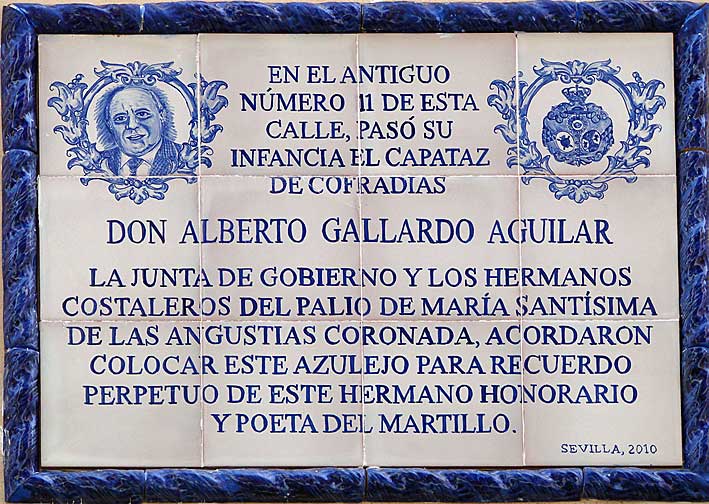 EN EL ANTIGUO
NÚMERO 11 DE ESTA
CALLE, PASÓ SU
INFANCIA EL CAPATAZ
DE COFRADIAS
DON ALBERTO GALLARDO AGUILAR
LA JUNTA DE GOBIERNO Y LOS HERMANOS
COSTALEROS DEL PALIO DE MARÍA SANTÍSIMA
DE LAS ANGUSTIAS CORONADA, ACORDARON
COLOCAR ESTE AZULEJO PARA RECUERDO
PERPETUO DE ESTE HERMANO HONORARIO
Y POETA DEL MARTILLO.
SEVILLA, 2010